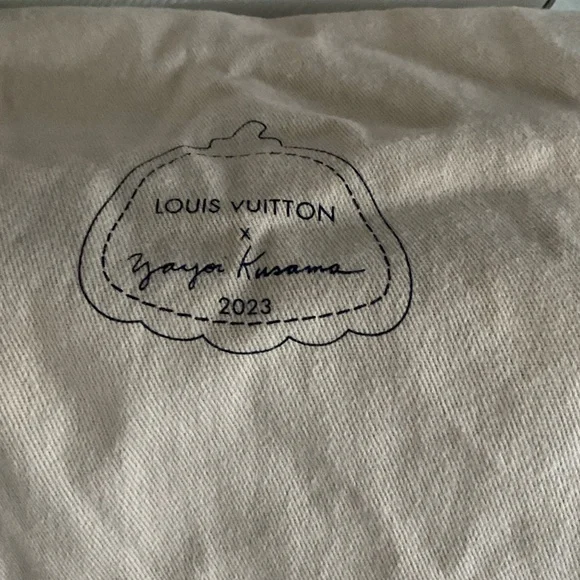 LOUIS VUITTON
x
Yayoi Kusama
2023